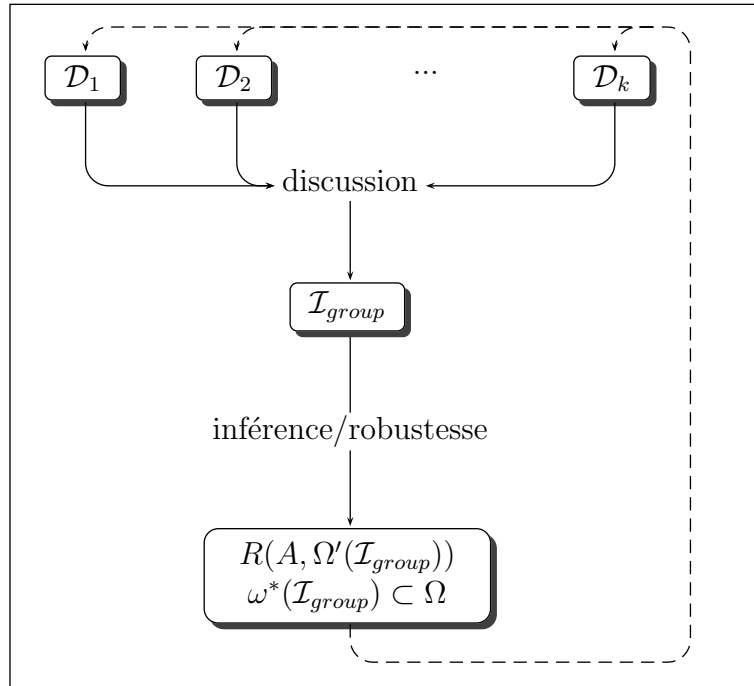 𝒟₁ 𝒟₂ ... 𝒟ₖ
discussion
ℐ_group
inférence/robustesse
R(A, Ω′(ℐ_group))
ω*(ℐ_group) ⊂ Ω